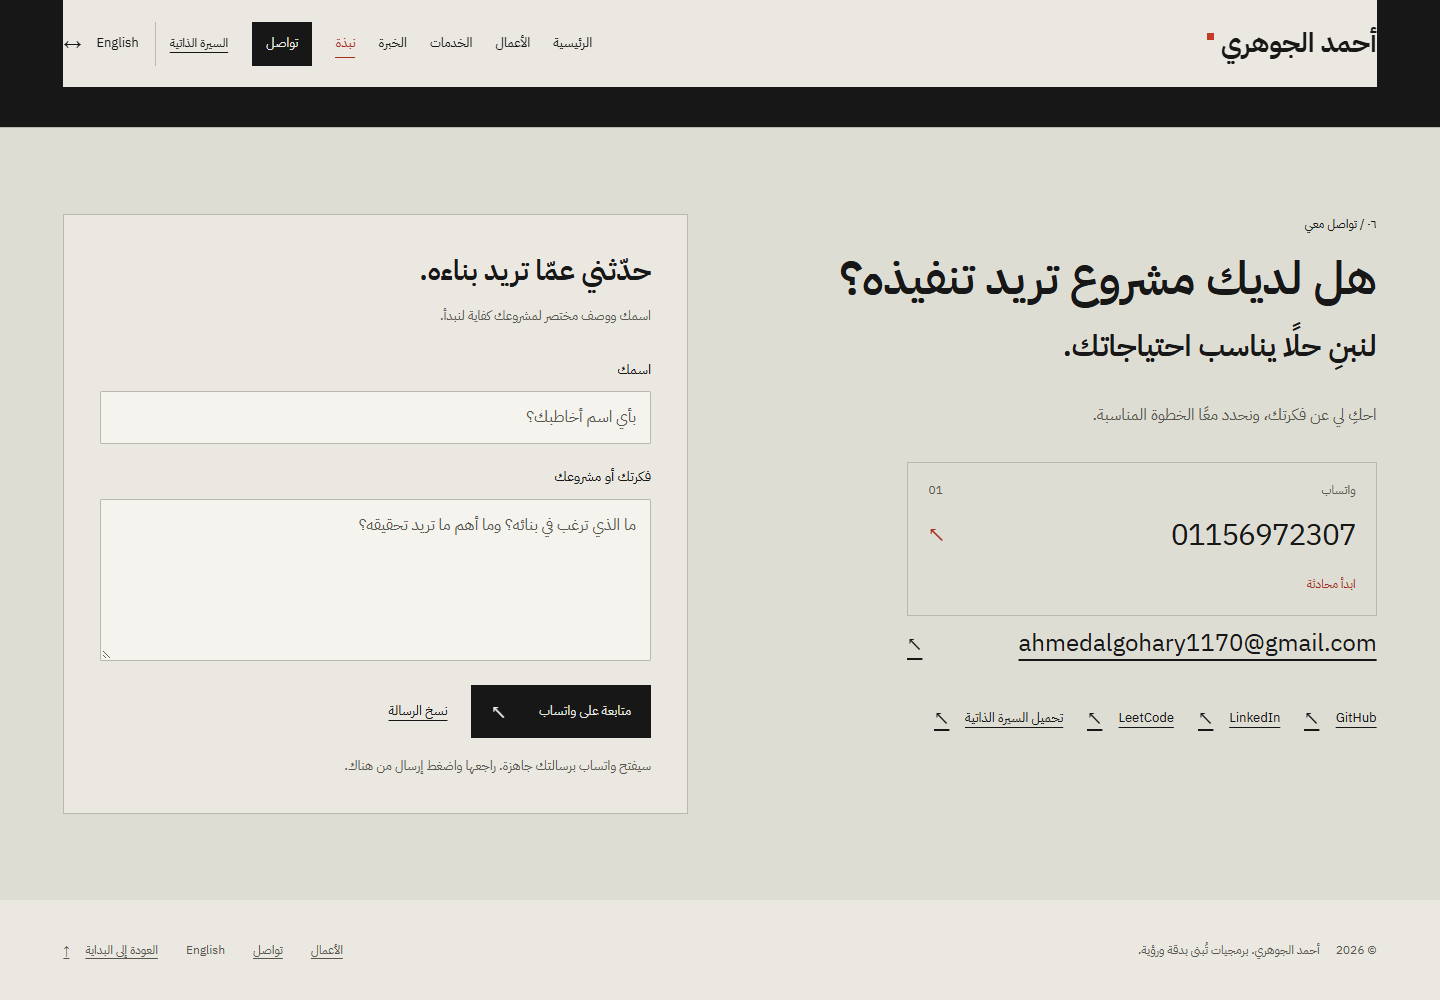 أحمد الجوهري
الرئيسية الأعمال الخدمات الخبرة نبذة تواصل السيرة الذاتية English ↔
٠٦ / تواصل معي
هل لديك مشروع تريد تنفيذه؟
لنبنِ حلًا يناسب احتياجاتك.
احكِ لي عن فكرتك، ونحدد معًا الخطوة المناسبة.
واتساب 01
01156972307 ↖
ابدأ محادثة
ahmedalgohary1170@gmail.com ↖
GitHub ↖ LinkedIn ↖ LeetCode ↖ تحميل السيرة الذاتية ↖
حدّثني عمّا تريد بناءه.
اسمك ووصف مختصر لمشروعك كفاية لنبدأ.
اسمك
بأي اسم أخاطبك؟
فكرتك أو مشروعك
ما الذي ترغب في بنائه؟ وما أهم ما تريد تحقيقه؟
متابعة على واتساب ↖ نسخ الرسالة
سيفتح واتساب برسالتك جاهزة. راجعها واضغط إرسال من هناك.
© 2026 أحمد الجوهري. برمجيات تُبنى بدقة ورؤية.
الأعمال تواصل English العودة إلى البداية ↑